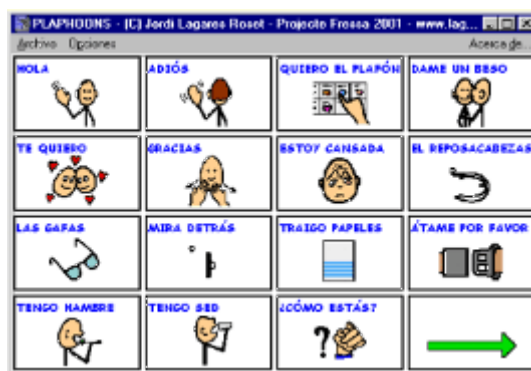 PLAPHOONS - (C) Jordi Lagares Roset - Projecto Fressa 2001 - www.lag...
Archivo Opciones Acerca de...
HOLA
ADIÓS
QUIERO EL PLAFÓN
DAME UN BESO
TE QUIERO
GRACIAS
ESTOY CANSADA
EL REPOSACABEZAS
LAS GAFAS
MIRA DETRÁS
TRAIGO PAPELES
ÁTAME POR FAVOR
TENGO HAMBRE
TENGO SED
¿CÓMO ESTÁS?